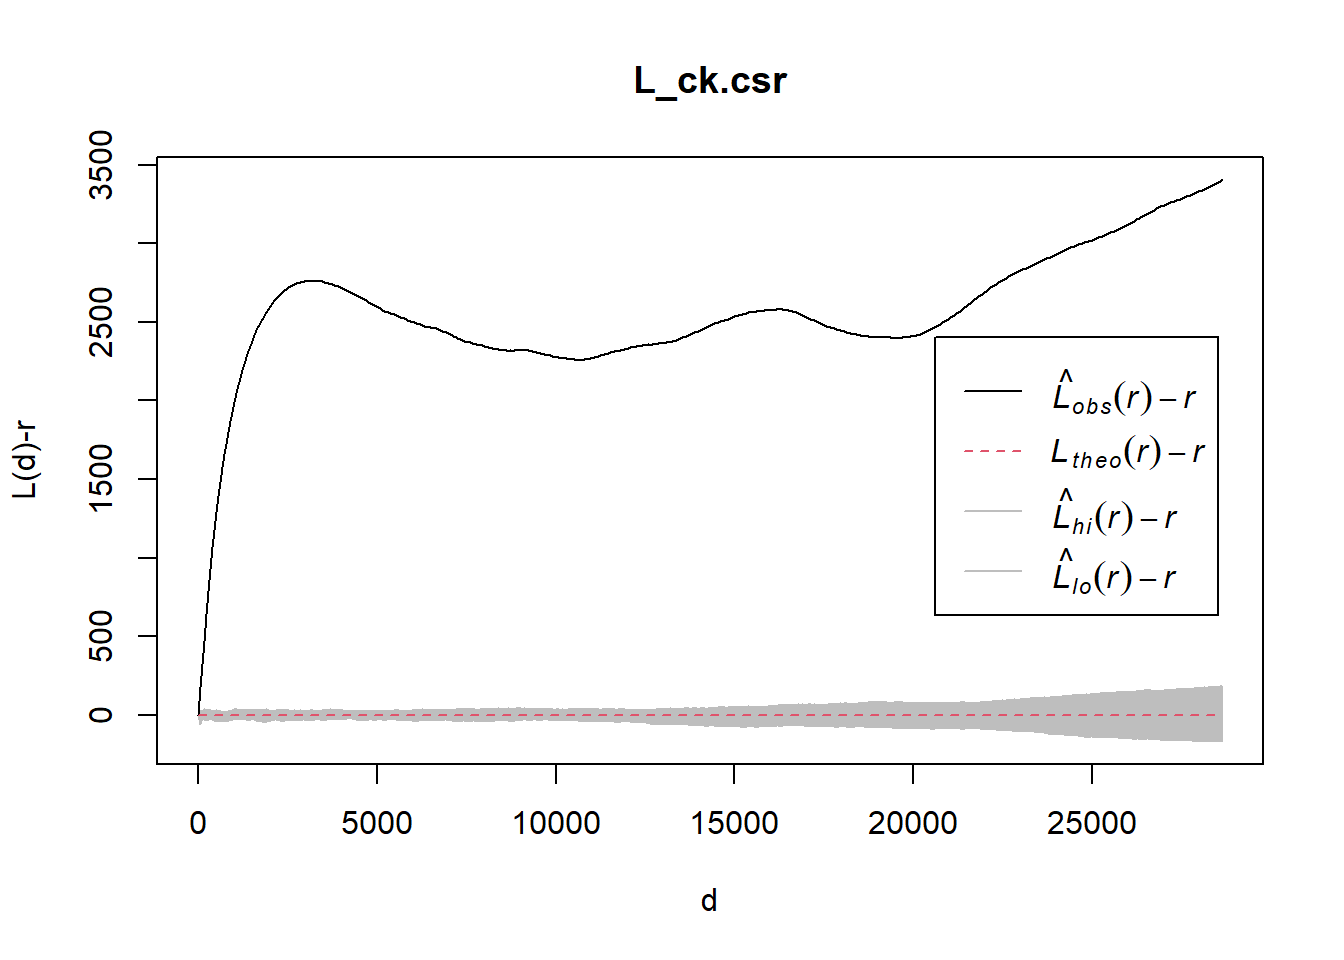 L_ck.csr
L(d)-r
3500
2500
1500
500
0
L̂obs(r) − r
Ltheo(r) − r
L̂hi(r) − r
L̂lo(r) − r
0 5000 10000 15000 20000 25000
d